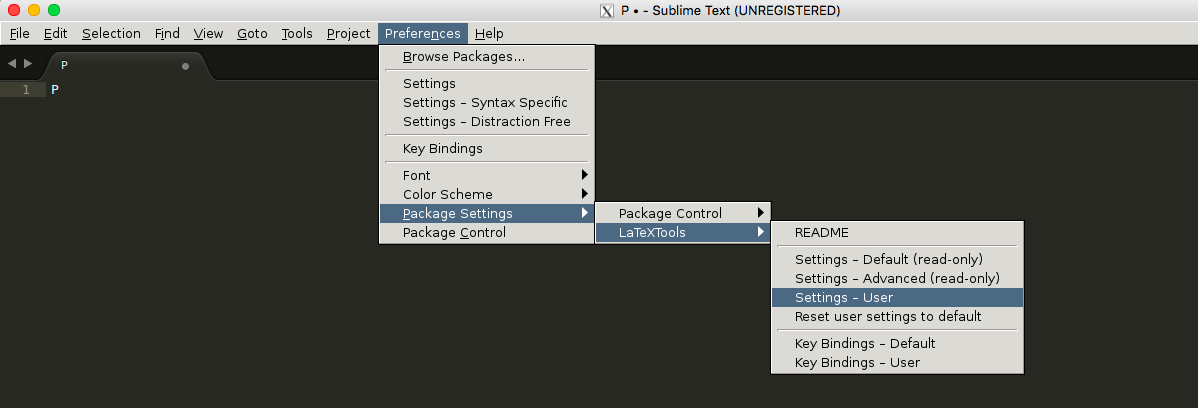 P • - Sublime Text (UNREGISTERED)
File Edit Selection Find View Goto Tools Project Preferences Help
P
1 P
Browse Packages...
Settings
Settings – Syntax Specific
Settings – Distraction Free
Key Bindings
Font
Color Scheme
Package Settings
Package Control
Package Control
LaTeXTools
README
Settings – Default (read-only)
Settings – Advanced (read-only)
Settings – User
Reset user settings to default
Key Bindings – Default
Key Bindings – User